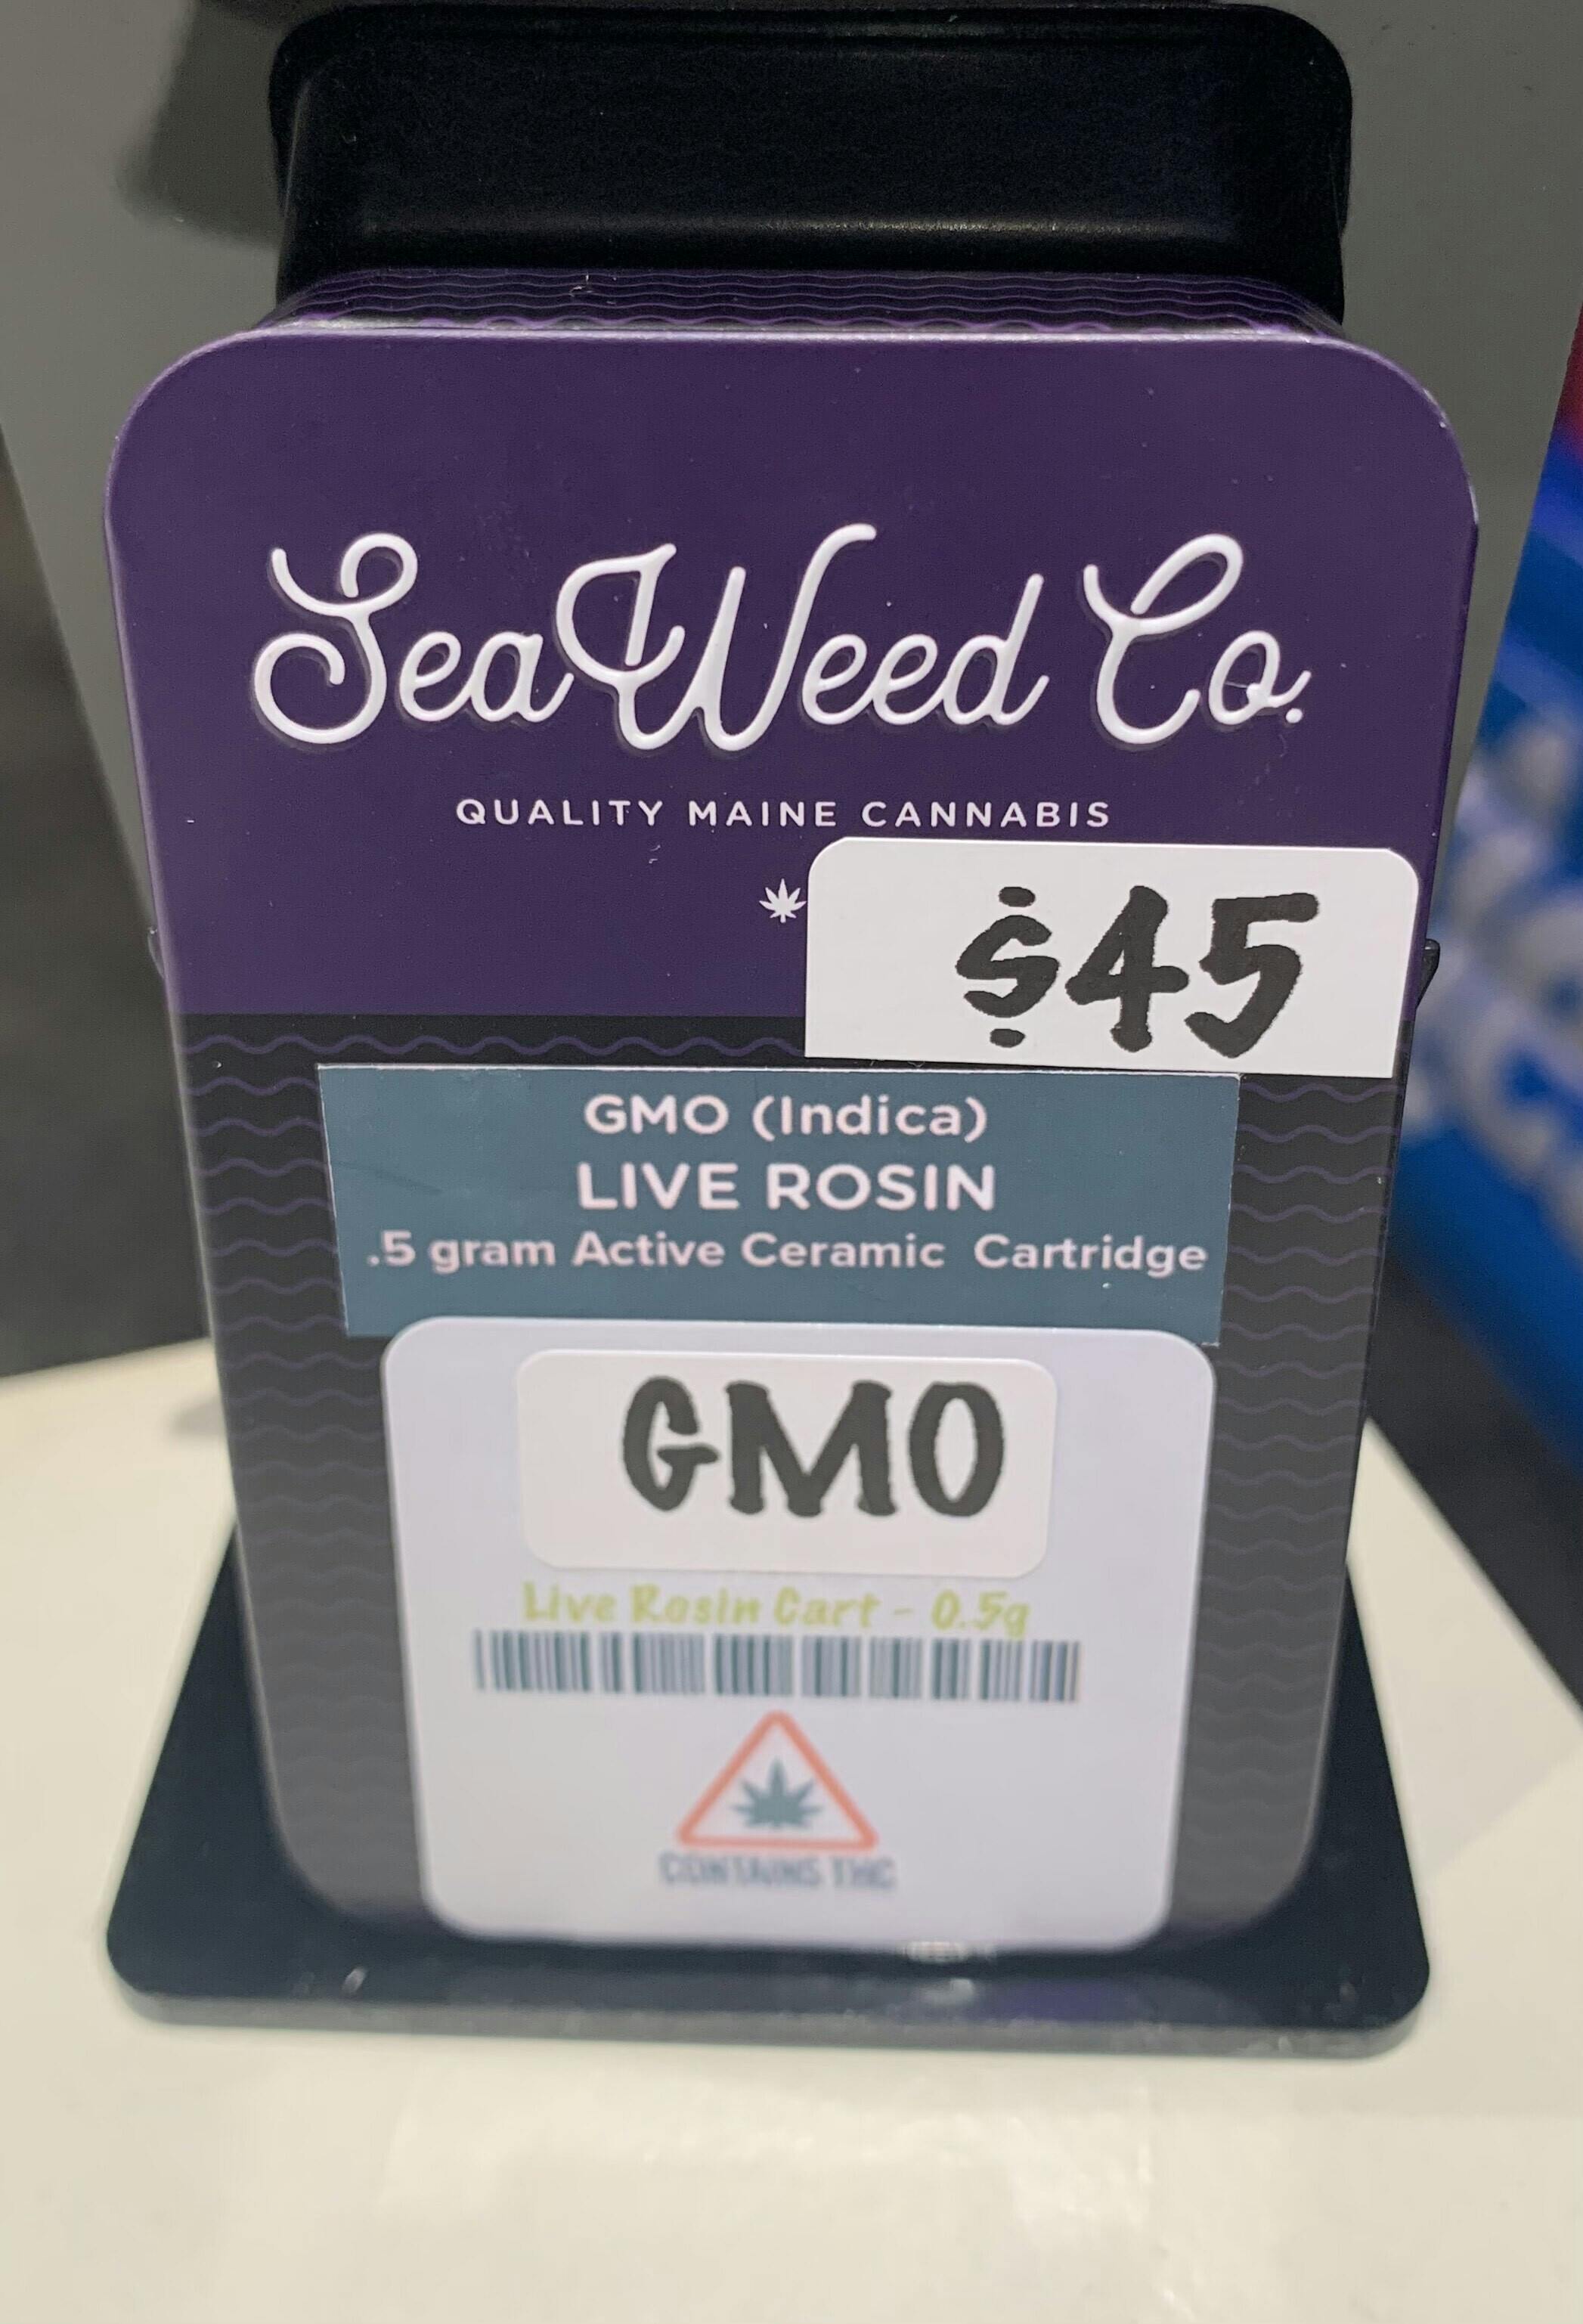 SeaWeed Co.
QUALITY MAINE CANNABIS
$45
GMO (Indica)
LIVE ROSIN
.5 gram Active Ceramic Cartridge
GMO
Live Rosin Cart - 0.5g
CONTAINS THC